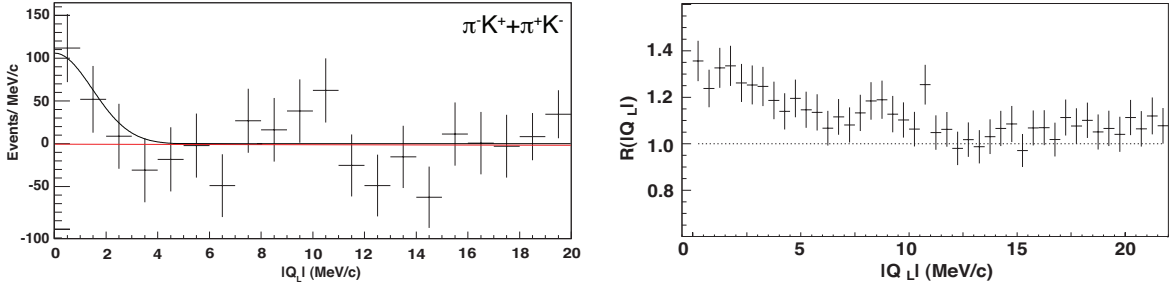 π⁻K⁺+π⁺K⁻
Events/ MeV/c
150
100
50
0
-50
-100
0 2 4 6 8 10 12 14 16 18 20
|Q_L| (MeV/c)
R(|Q_L|)
1.4
1.2
1.0
0.8
0 5 10 15 20
|Q_L| (MeV/c)